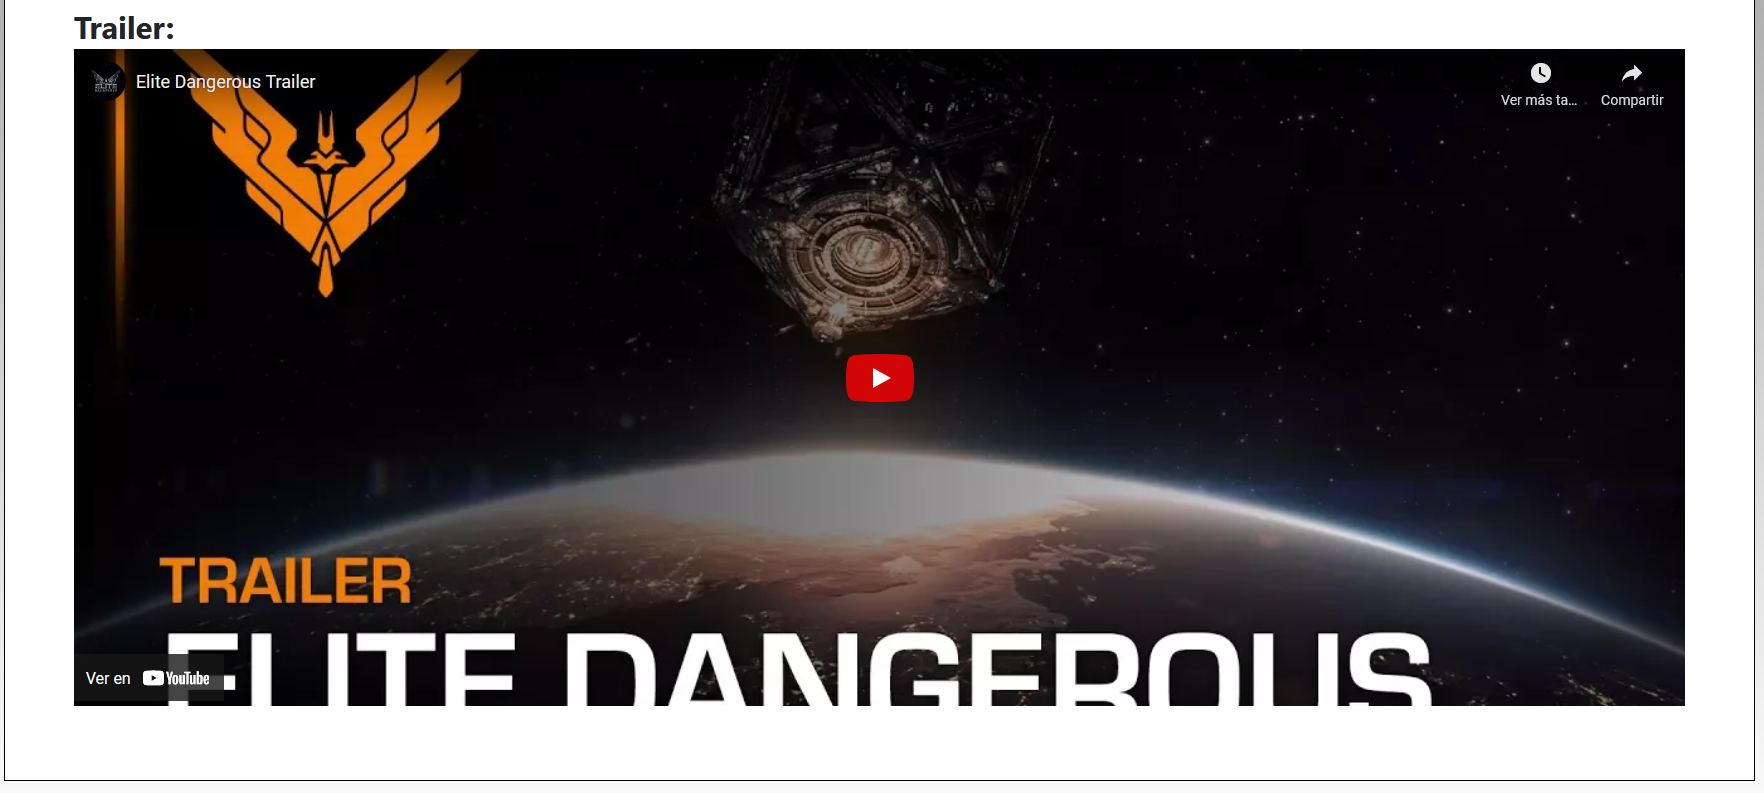 Trailer:
Elite Dangerous Trailer
Ver más ta...
Compartir
TRAILER
ELITE DANGEROUS
Ver en YouTube